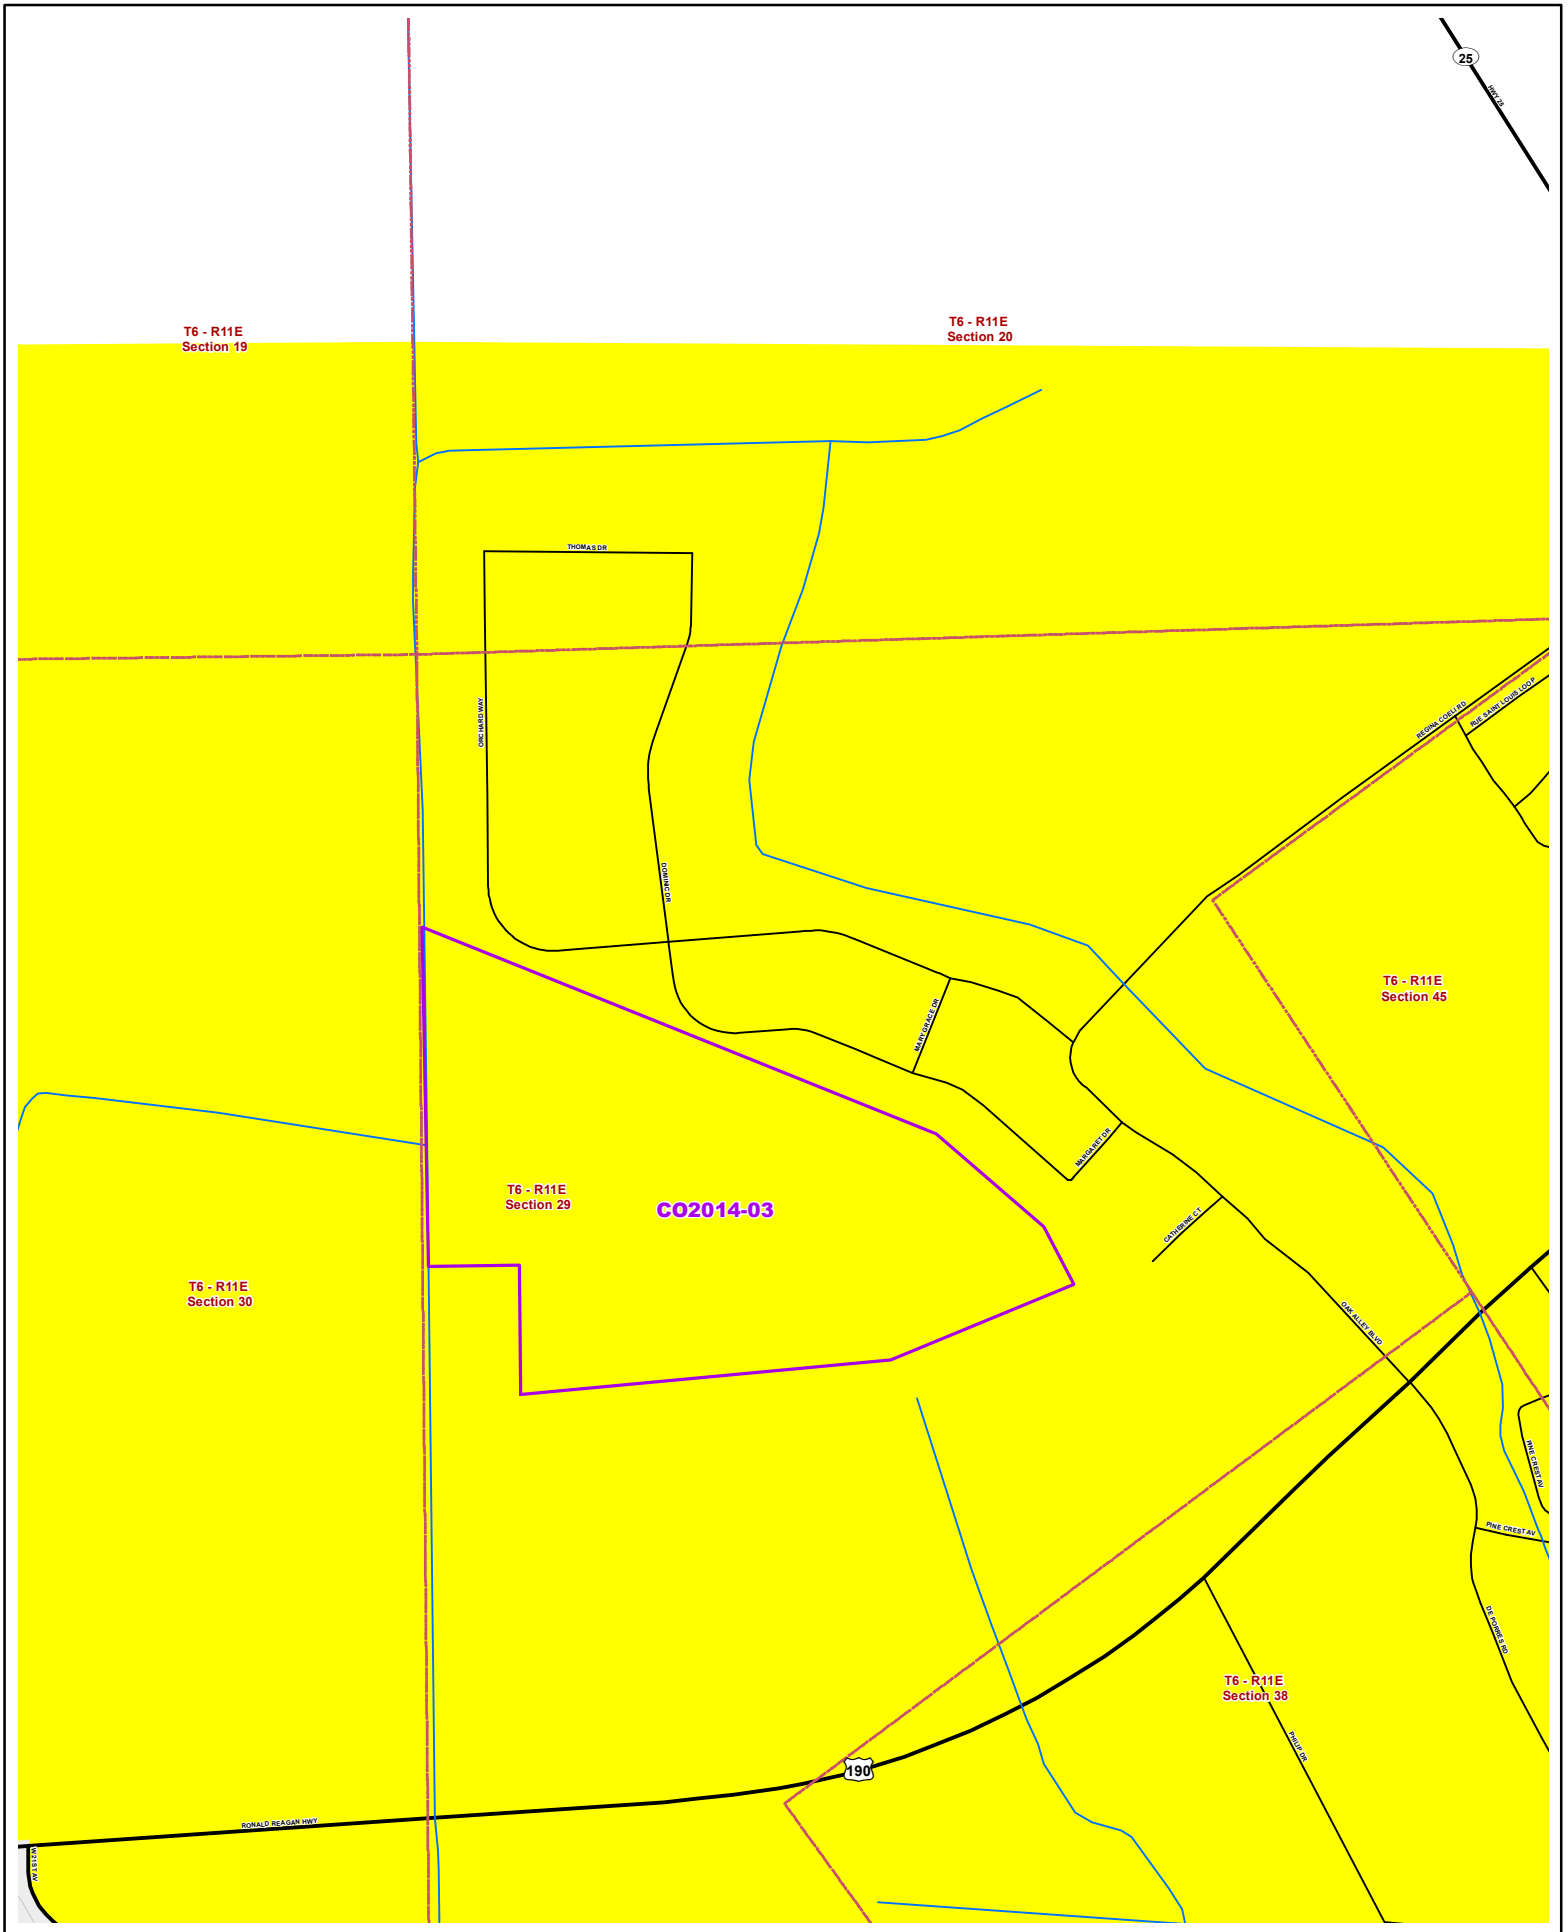 25
HWY 25
T6 - R11E
Section 19
T6 - R11E
Section 20
THOMAS DR
ORCHARD WAY
REGINA COELI RD
RUE SAINT LOUIS LOOP
DOMINIC DR
T6 - R11E
Section 45
MARY GRACE DR
MARGARET DR
T6 - R11E
Section 29
CO2014-03
CATHERINE CT
T6 - R11E
Section 30
OAK ALLEY BLVD
PINE CREST AV
PINE CREST AV
DE PORRES RD
T6 - R11E
Section 38
PHILIP DR
190
RONALD REAGAN HWY
W 21ST AV